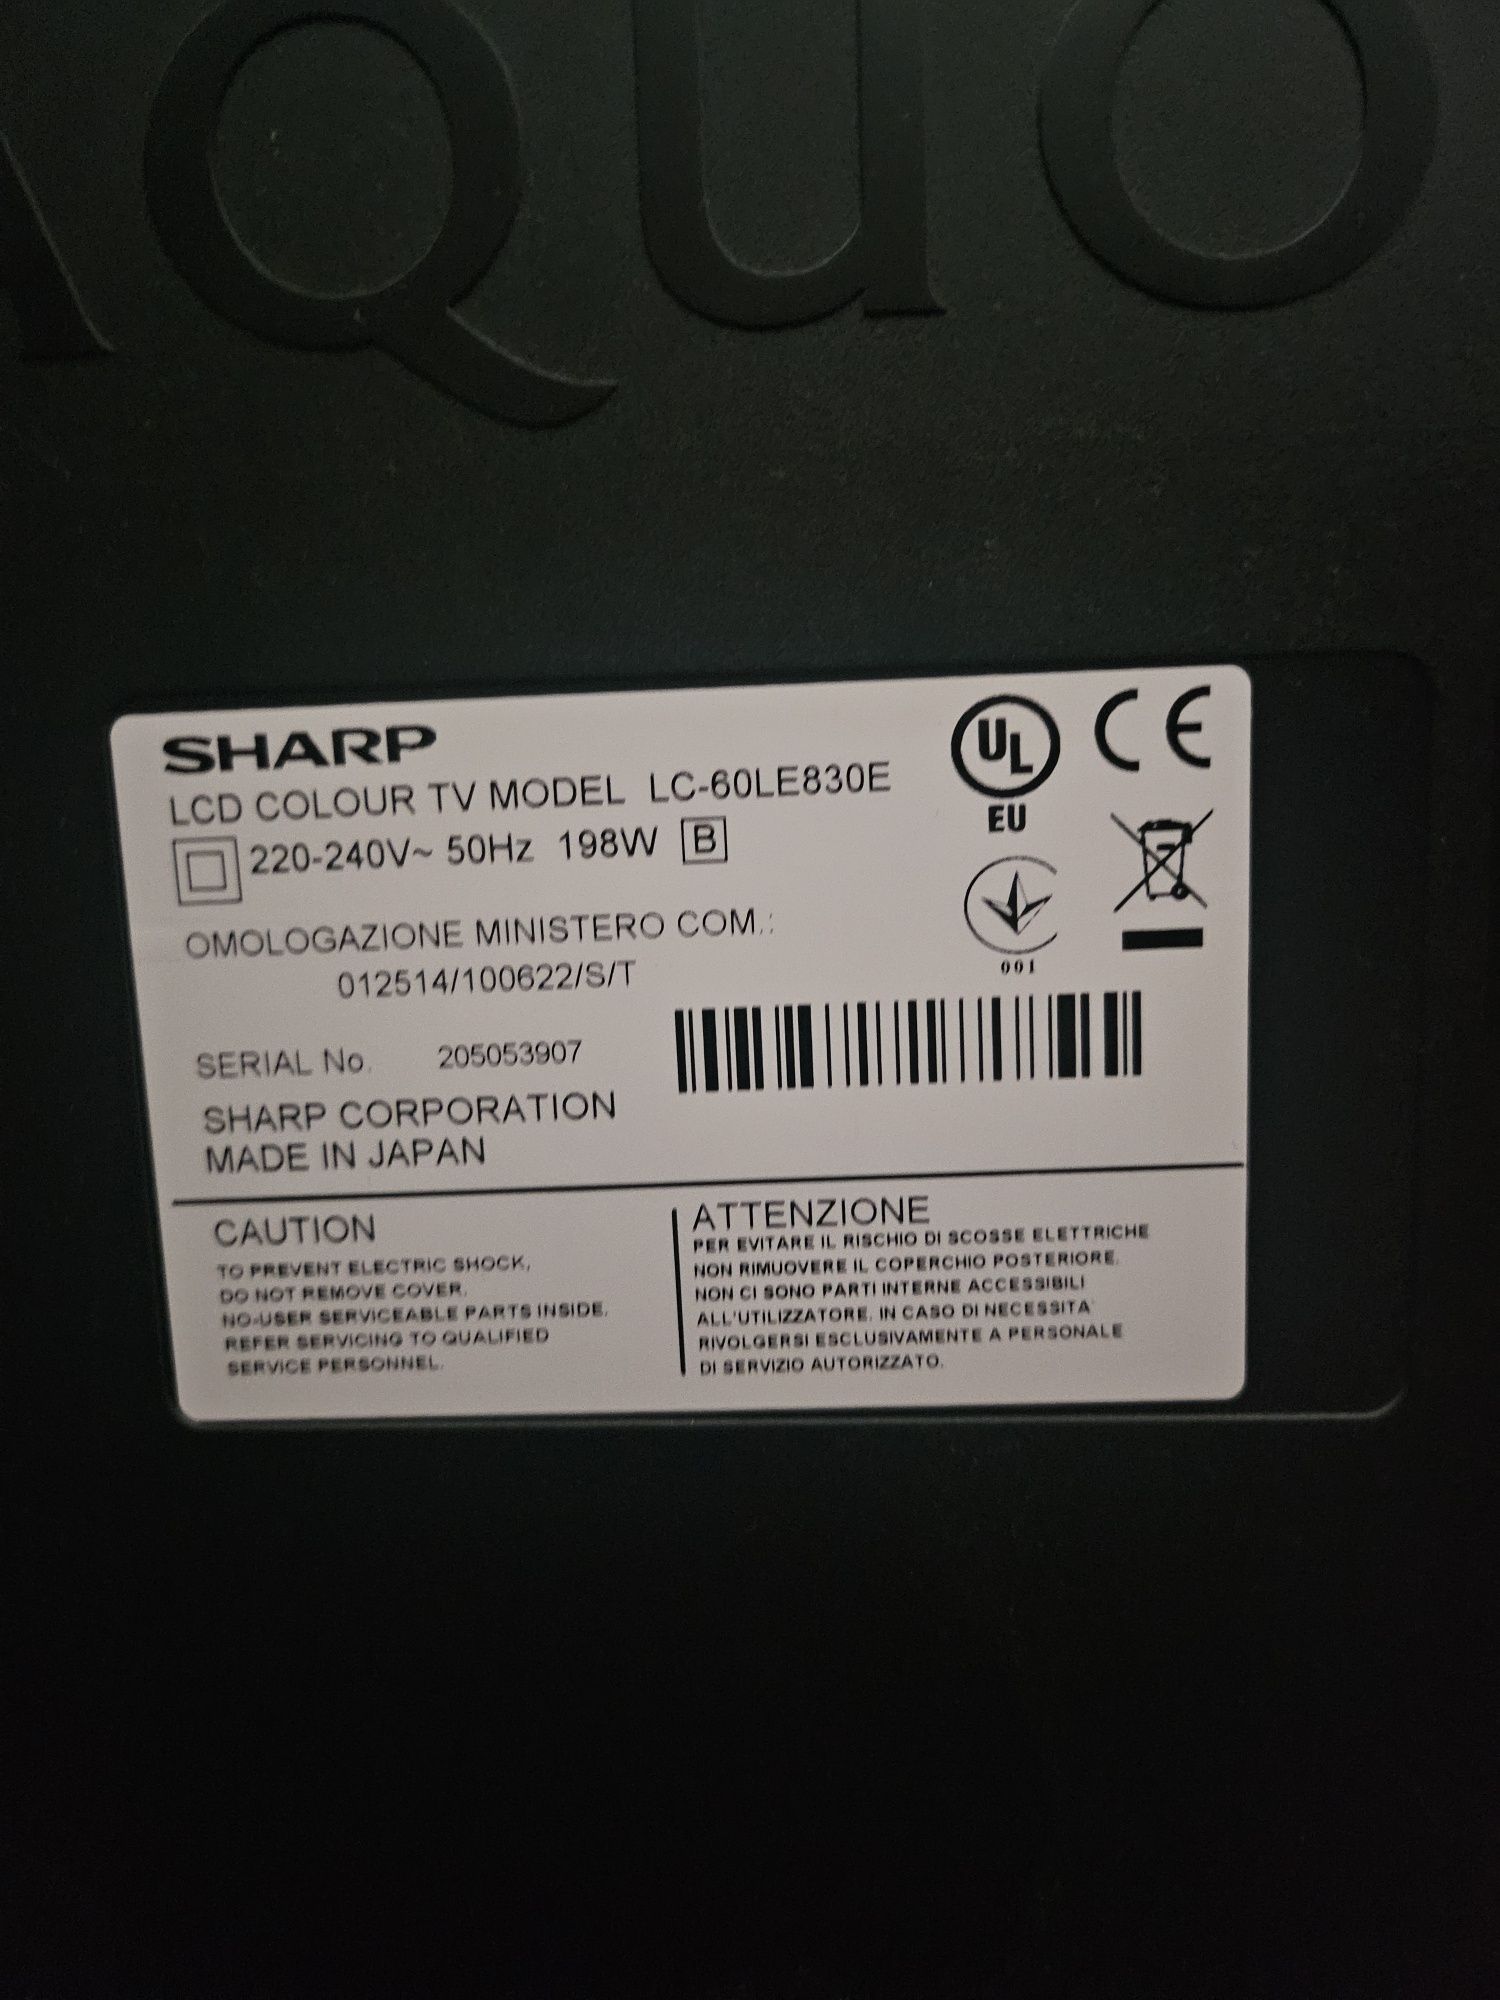 AQUO
SHARP
LCD COLOUR TV MODEL LC-60LE830E
220-240V~ 50Hz 198W B
OMOLOGAZIONE MINISTERO COM.:
012514/100622/S/T
SERIAL No. 205053907
SHARP CORPORATION
MADE IN JAPAN
UL
EU
CE
7
001
CAUTION
TO PREVENT ELECTRIC SHOCK,
DO NOT REMOVE COVER.
NO-USER SERVICEABLE PARTS INSIDE.
REFER SERVICING TO QUALIFIED
SERVICE PERSONNEL.
ATTENZIONE
PER EVITARE IL RISCHIO DI SCOSSE ELETTRICHE
NON RIMUOVERE IL COPERCHIO POSTERIORE.
NON CI SONO PARTI INTERNE ACCESSIBILI
ALL'UTILIZZATORE. IN CASO DI NECESSITA'
RIVOLGERSI ESCLUSIVAMENTE A PERSONALE
DI SERVIZIO AUTORIZZATO.